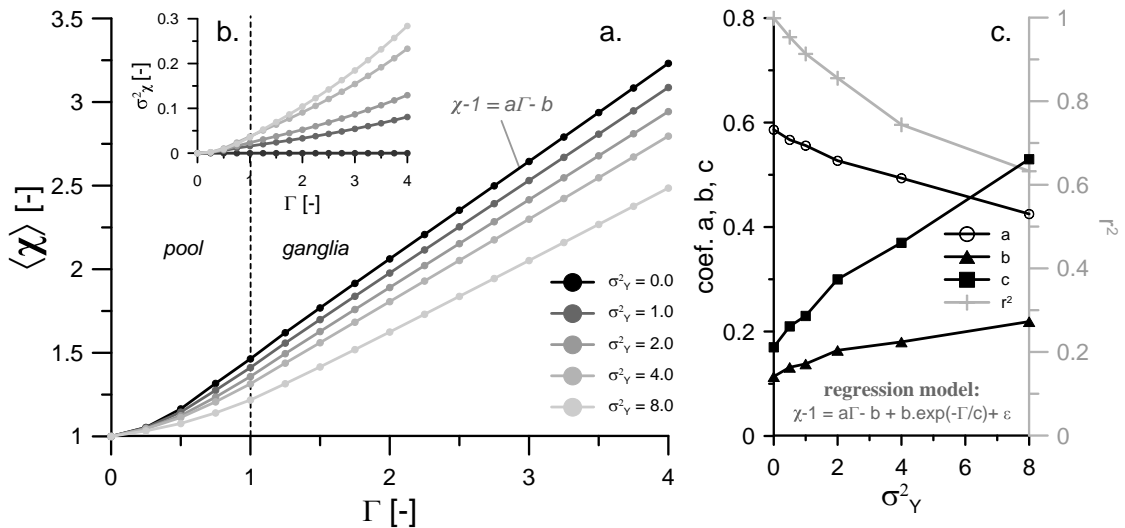 a.
3.5
3
2.5
2
1.5
1
⟨χ⟩ [-]
0 1 2 3 4
Γ [-]
pool
ganglia
χ-1 = aΓ - b
σ²Y = 0.0
σ²Y = 1.0
σ²Y = 2.0
σ²Y = 4.0
σ²Y = 8.0
b.
0.3
0.2
0.1
0
σ²χ [-]
0 1 2 3 4
Γ [-]
c.
0.8
0.6
0.4
0.2
0
coef. a, b, c
0 2 4 6 8
σ²Y
1
0.8
0.6
0.4
0.2
0
r²
a
b
c
r²
regression model:
χ-1 = aΓ - b + b.exp(-Γ/c)+ ε